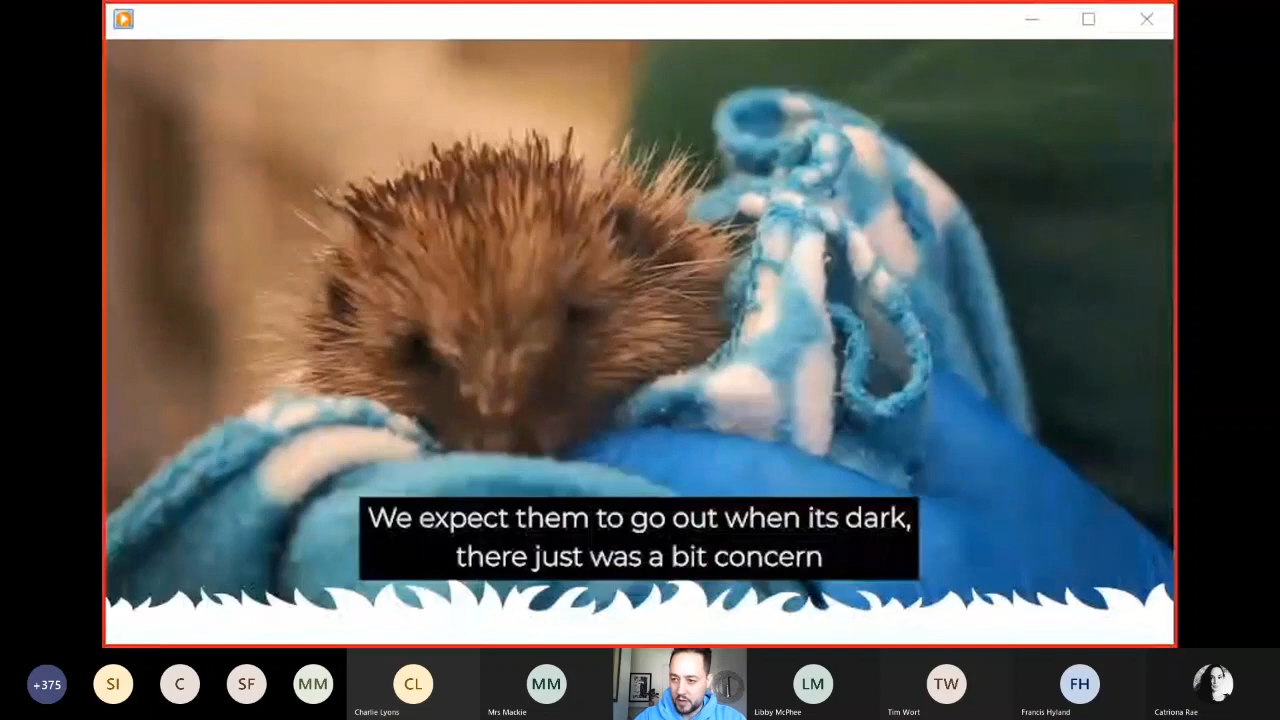 We expect them to go out when its dark,
there just was a bit concern
+375
SI
C
SF
MM
CL
Charlie Lyons
MM
Mrs Mackie
LM
Libby McPhee
TW
Tim Wort
FH
Francis Hyland
Catriona Rae